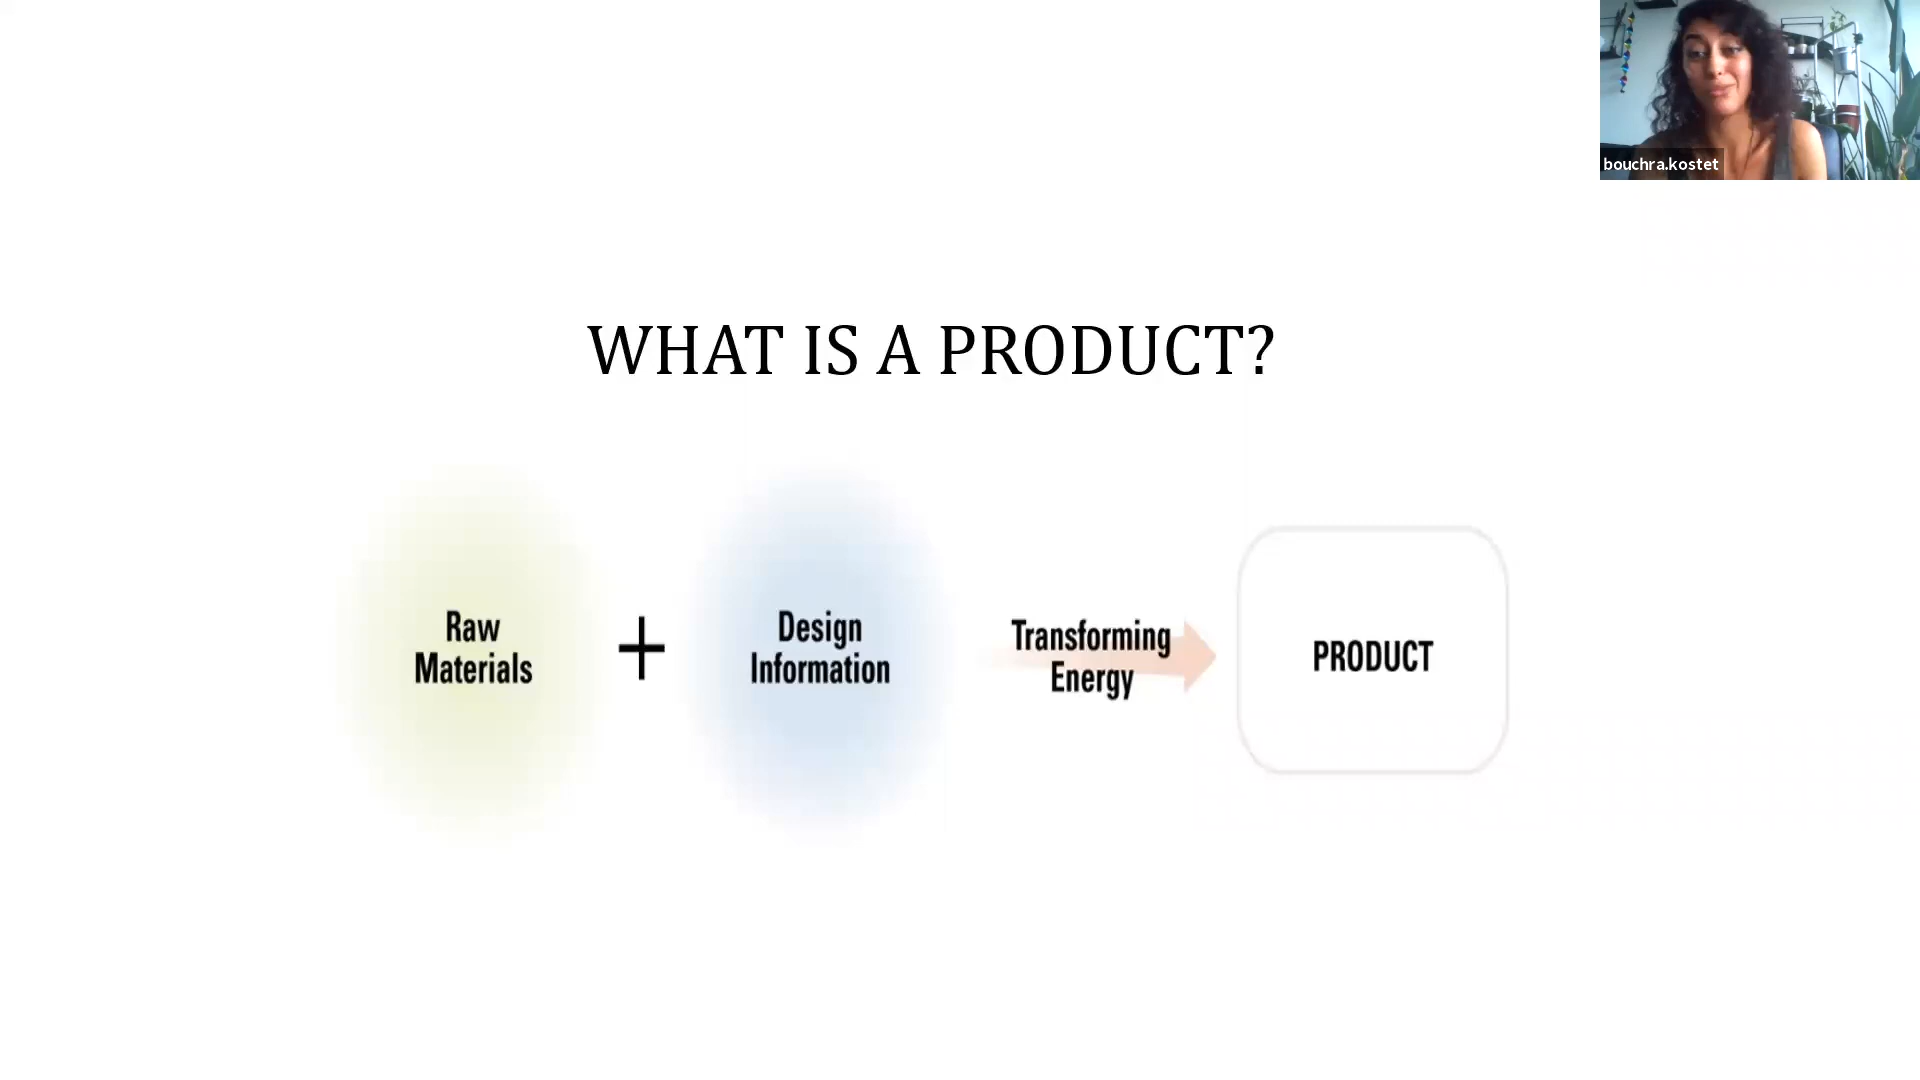 bouchra.kostet
WHAT IS A PRODUCT?
Raw
Materials
+
Design
Information
Transforming
Energy
PRODUCT